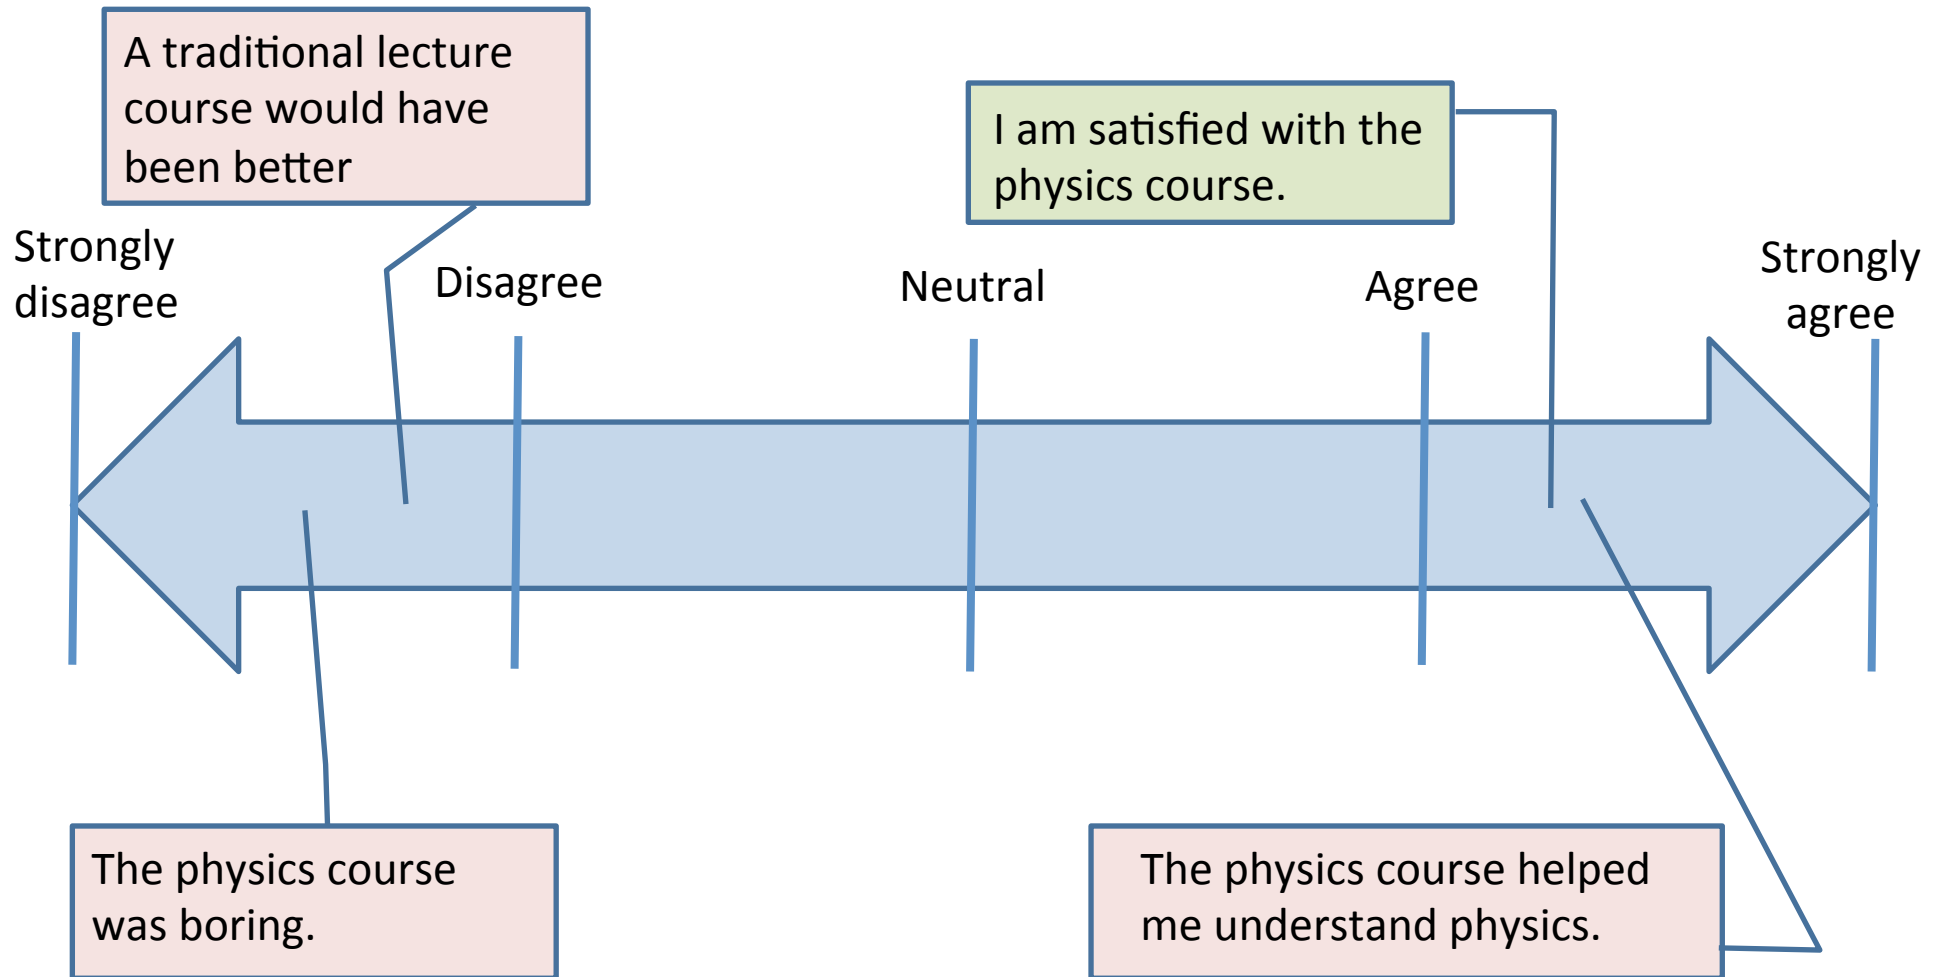 A traditional lecture
course would have
been better
I am satisfied with the
physics course.
Strongly
disagree
Disagree
Neutral
Agree
Strongly
agree
The physics course
was boring.
The physics course helped
me understand physics.